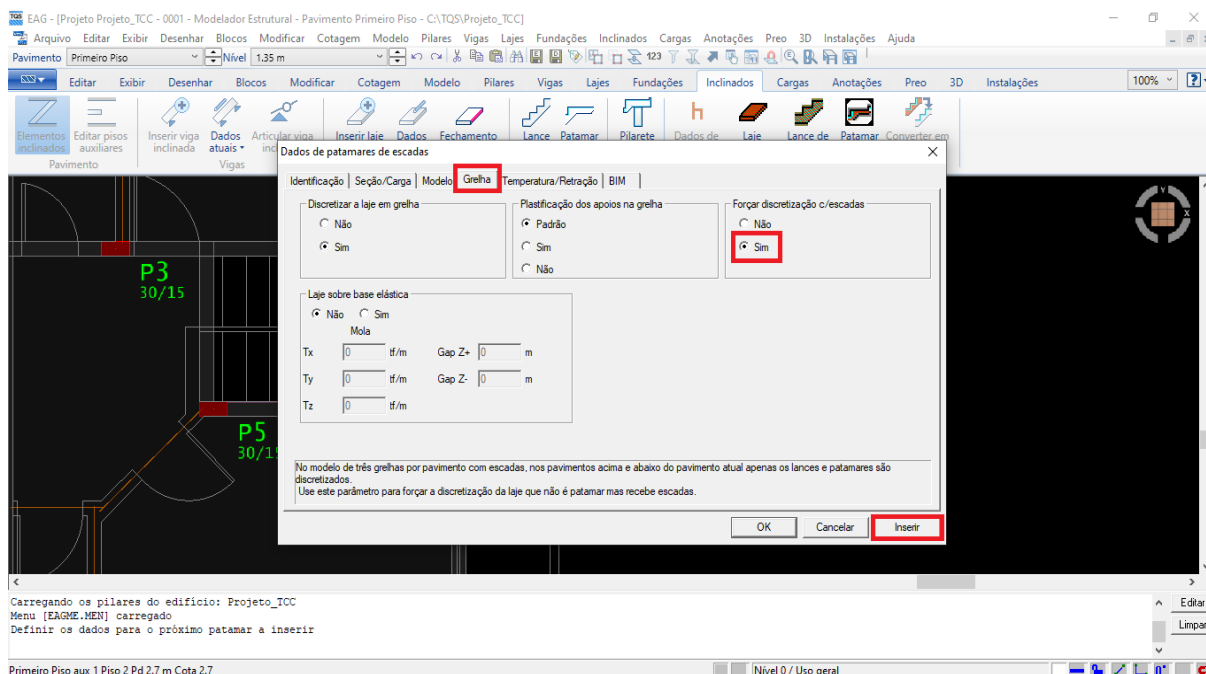 EAG - [Projeto Projeto_TCC - 0001 - Modelador Estrutural - Pavimento Primeiro Piso - C:\TQS\Projeto_TCC]
Arquivo Editar Exibir Desenhar Blocos Modificar Cotagem Modelo Pilares Vigas Lajes Fundações Inclinados Cargas Anotações Preo 3D Instalações Ajuda
Pavimento Primeiro Piso Nível 1.35 m 123
Editar Exibir Desenhar Blocos Modificar Cotagem Modelo Pilares Vigas Lajes Fundações Inclinados Cargas Anotações Preo 3D Instalações 100%
Elementos Editar pisos Inserir viga Dados Articular viga Inserir laje Dados Fechamento Lance Patamar Pilarete Dados de Laje Lance de Patamar Converter em
inclinados auxiliares inclinada atuais
Pavimento Vigas
Dados de patamares de escadas
Identificação Seção/Carga Modelo Grelha Temperatura/Retração BIM
Discretizar a laje em grelha Plastificação dos apoios na grelha Forçar discretização c/escadas
Não Padrão Não
Sim Sim Sim
Não
Laje sobre base elástica
Não Sim
Mola
Tx 0 tf/m Gap Z+ 0 m
Ty 0 tf/m Gap Z- 0 m
Tz 0 tf/m
No modelo de três grelhas por pavimento com escadas, nos pavimentos acima e abaixo do pavimento atual apenas os lances e patamares são
discretizados.
Use este parâmetro para forçar a discretização da laje que não é patamar mas recebe escadas.
OK Cancelar Inserir
P3
30/15
P5
Y
X
Carregando os pilares do edifício: Projeto_TCC
Menu [EAGME.MEN] carregado
Definir os dados para o próximo patamar a inserir
Editar
Limpar
Primeiro Piso aux 1 Piso 2 Pd 2.7 m Cota 2.7 Nível 0 / Uso geral